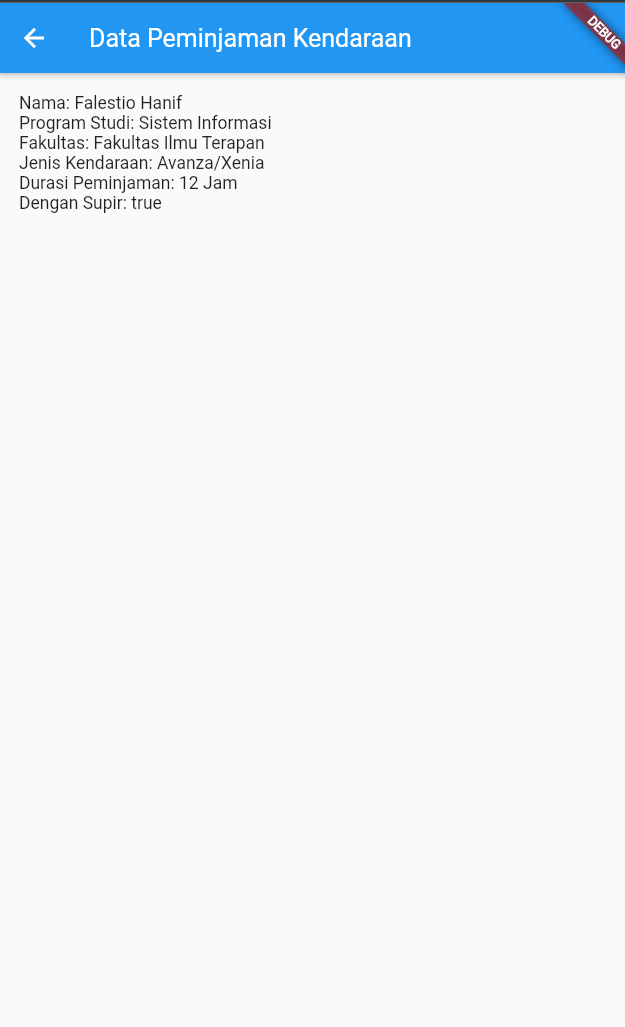 Data Peminjaman Kendaraan
DEBUG
Nama: Falestio Hanif
Program Studi: Sistem Informasi
Fakultas: Fakultas Ilmu Terapan
Jenis Kendaraan: Avanza/Xenia
Durasi Peminjaman: 12 Jam
Dengan Supir: true